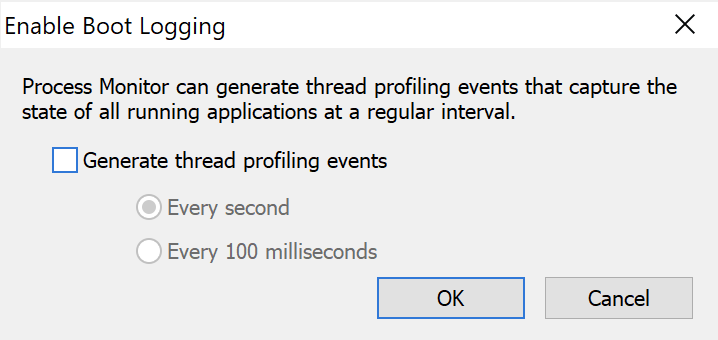 Enable Boot Logging
Process Monitor can generate thread profiling events that capture the
state of all running applications at a regular interval.
Generate thread profiling events
Every second
Every 100 milliseconds
OK
Cancel